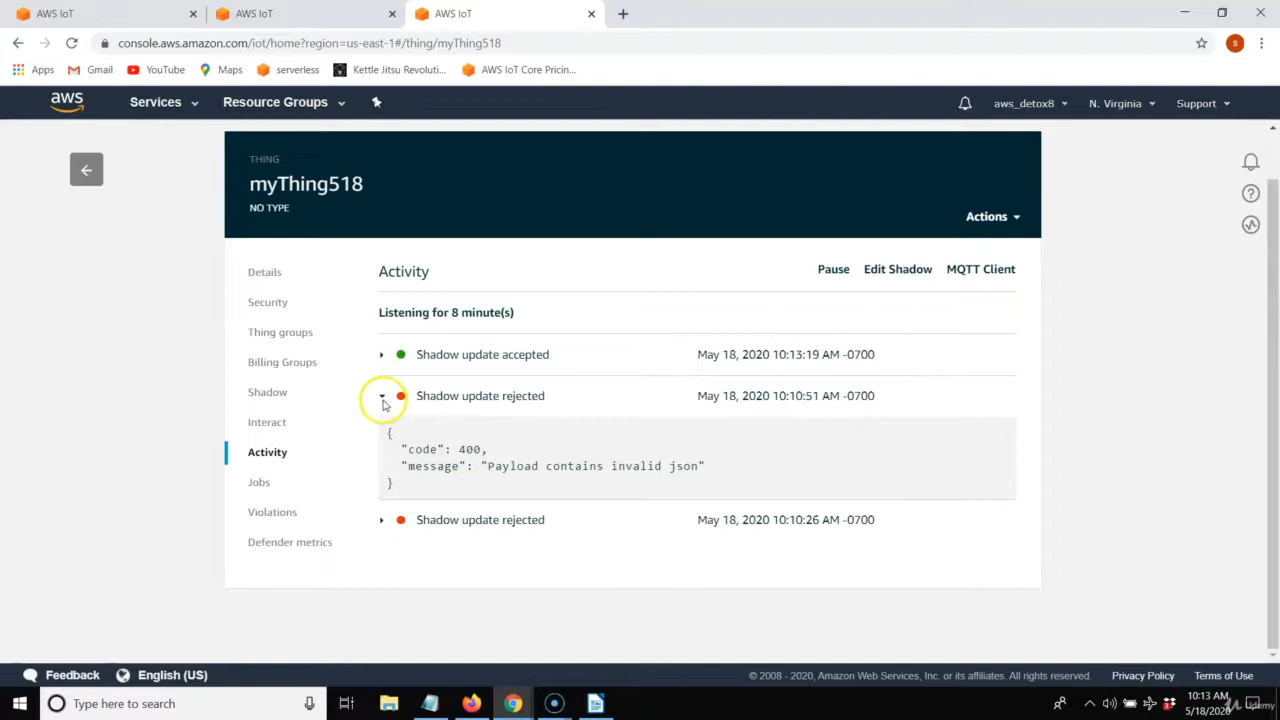 AWS IoT
AWS IoT
AWS IoT
console.aws.amazon.com/iot/home?region=us-east-1#/thing/myThing518
S
Apps
Gmail
YouTube
Maps
serverless
Kettle Jitsu Revoluti...
AWS IoT Core Pricin...
aws
Services
Resource Groups
aws_detox8
N. Virginia
Support
THING
myThing518
NO TYPE
Actions
Details
Security
Thing groups
Billing Groups
Shadow
Interact
Activity
Jobs
Violations
Defender metrics
Activity
Pause
Edit Shadow
MQTT Client
Listening for 8 minute(s)
Shadow update accepted
May 18, 2020 10:13:19 AM -0700
Shadow update rejected
May 18, 2020 10:10:51 AM -0700
{
"code": 400,
"message": "Payload contains invalid json"
}
Shadow update rejected
May 18, 2020 10:10:26 AM -0700
Feedback
English (US)
© 2008 - 2020, Amazon Web Services, Inc. or its affiliates. All rights reserved.
Privacy Policy
Terms of Use
Type here to search
10:13 AM
5/18/2020
Udemy